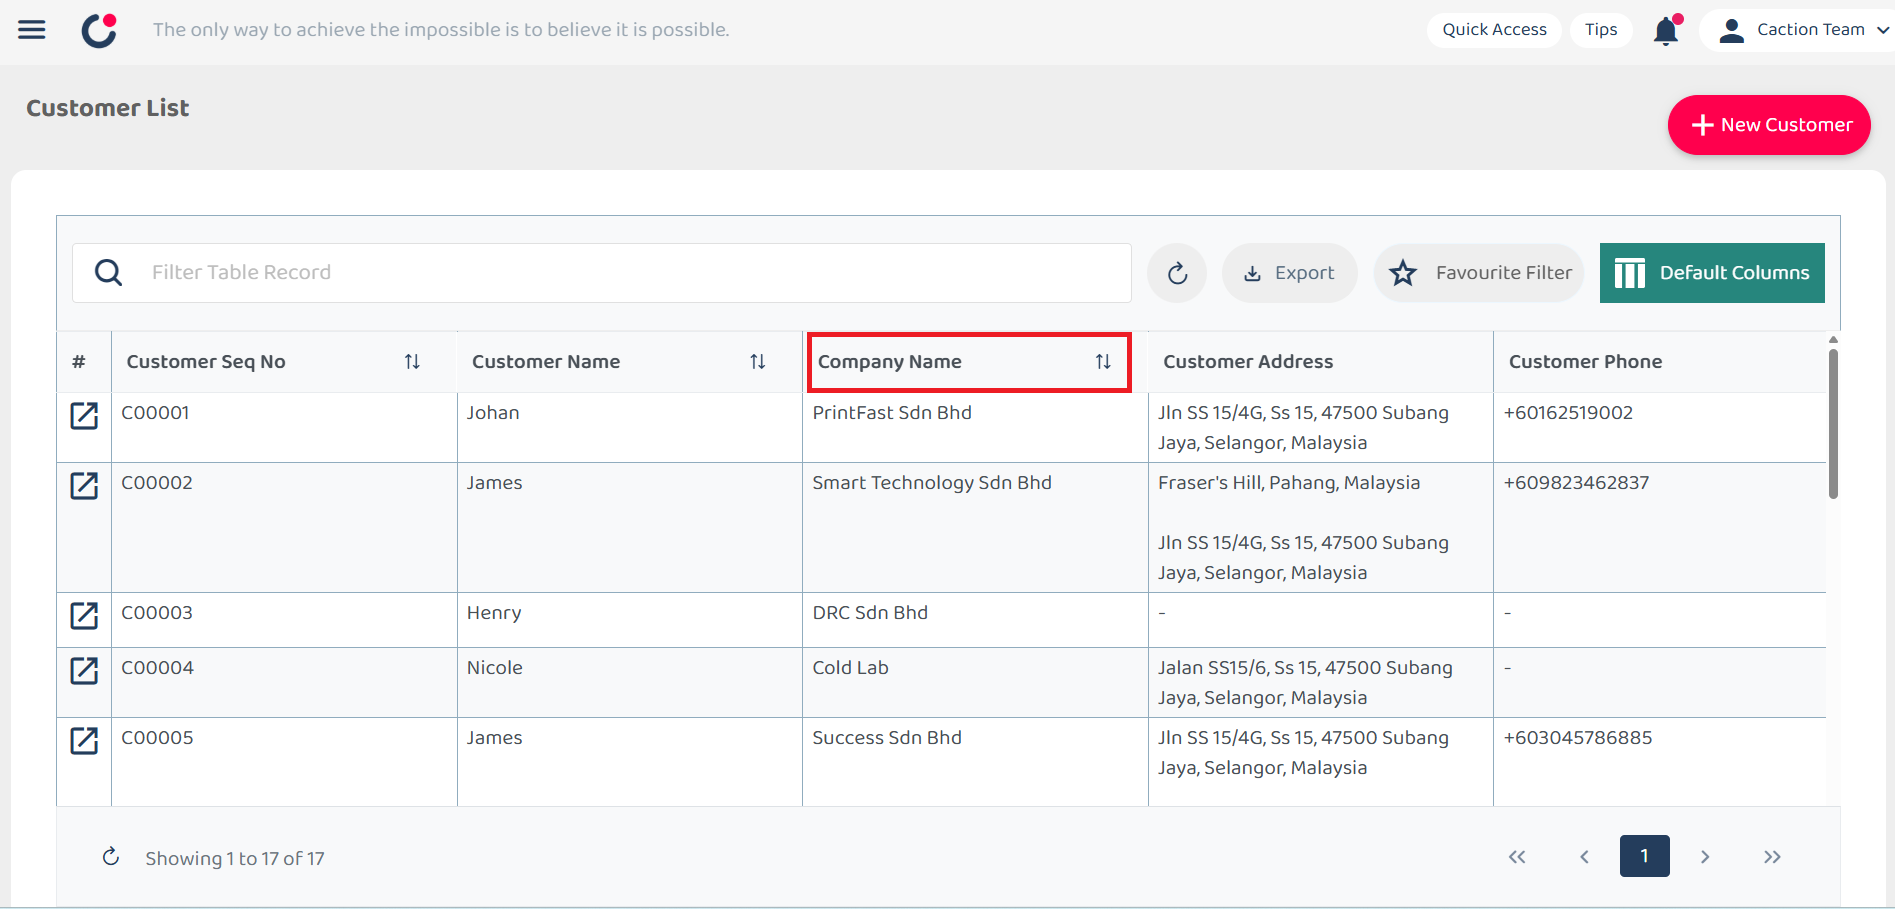 The only way to achieve the impossible is to believe it is possible.
Quick Access
Tips
Caction Team
Customer List
New Customer
Filter Table Record
Export
Favourite Filter
Default Columns
# Customer Seq No Customer Name Company Name Customer Address Customer Phone
C00001 Johan PrintFast Sdn Bhd Jln SS 15/4G, Ss 15, 47500 Subang +60162519002
Jaya, Selangor, Malaysia
C00002 James Smart Technology Sdn Bhd Fraser's Hill, Pahang, Malaysia +609823462837
Jln SS 15/4G, Ss 15, 47500 Subang
Jaya, Selangor, Malaysia
C00003 Henry DRC Sdn Bhd - -
C00004 Nicole Cold Lab Jalan SS15/6, Ss 15, 47500 Subang -
Jaya, Selangor, Malaysia
C00005 James Success Sdn Bhd Jln SS 15/4G, Ss 15, 47500 Subang +603045786885
Jaya, Selangor, Malaysia
Showing 1 to 17 of 17
1